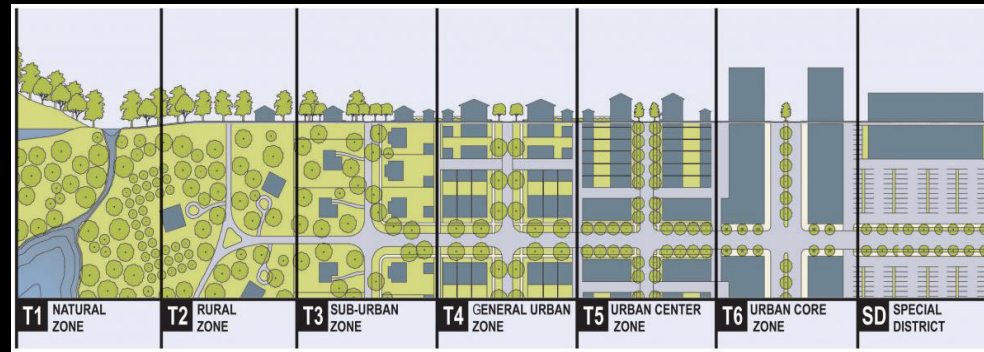 T1 NATURAL
ZONE
T2 RURAL
ZONE
T3 SUB-URBAN
ZONE
T4 GENERAL URBAN
ZONE
T5 URBAN CENTER
ZONE
T6 URBAN CORE
ZONE
SD SPECIAL
DISTRICT